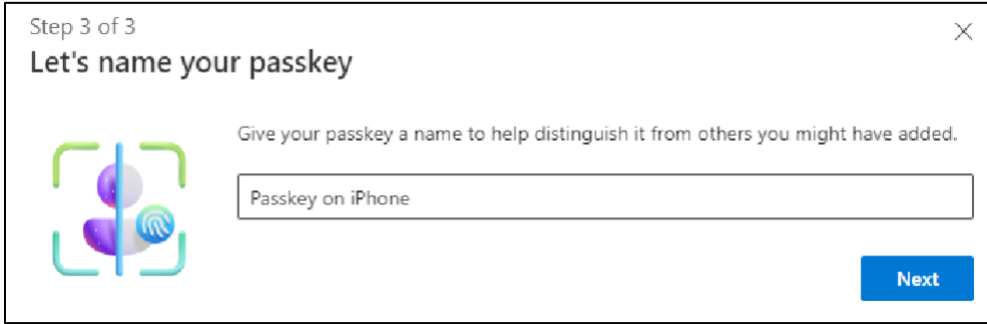 Step 3 of 3
Let's name your passkey
Give your passkey a name to help distinguish it from others you might have added.
Passkey on iPhone
Next